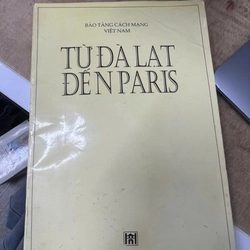 BẢO TÀNG CÁCH MẠNG
VIỆT NAM
TỪ ĐÀ LẠT
ĐẾN PARIS